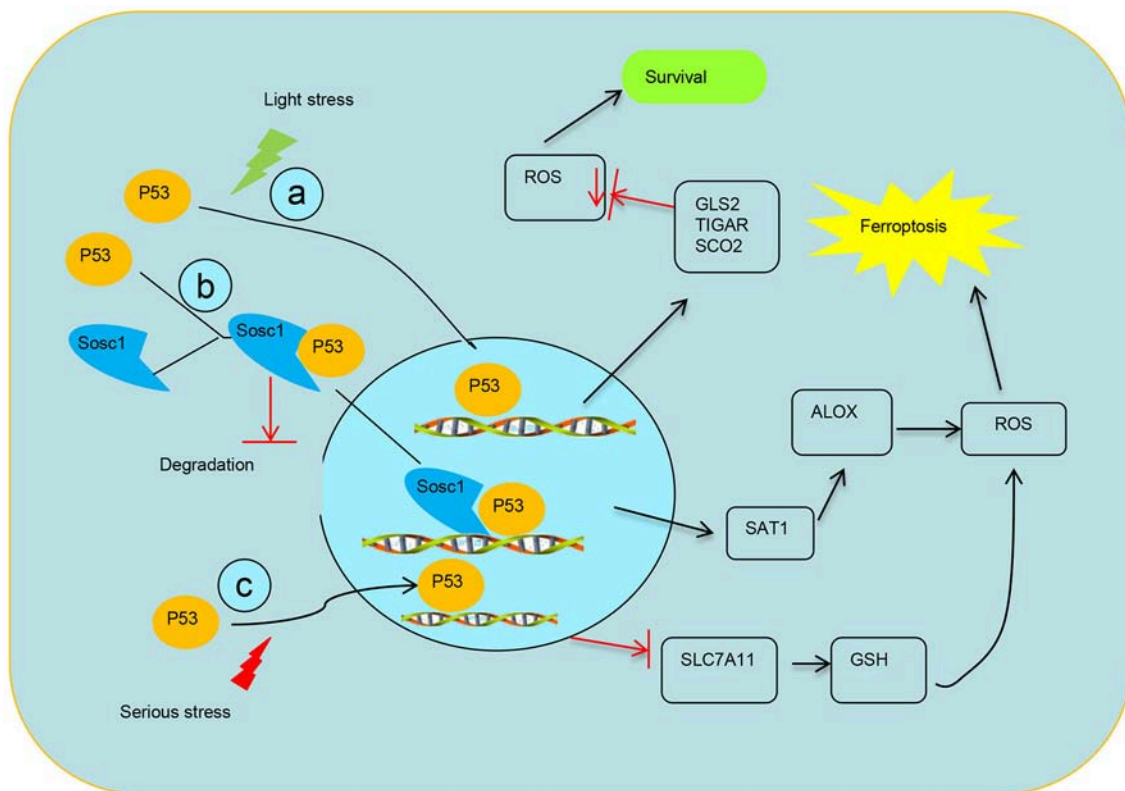 Survival
Light stress
ROS
P53
a
GLS2
TIGAR
SCO2
Ferroptosis
P53
b
Sosc1
Sosc1
P53
P53
ALOX
ROS
Degradation
Sosc1
P53
SAT1
c
P53
P53
SLC7A11
GSH
Serious stress